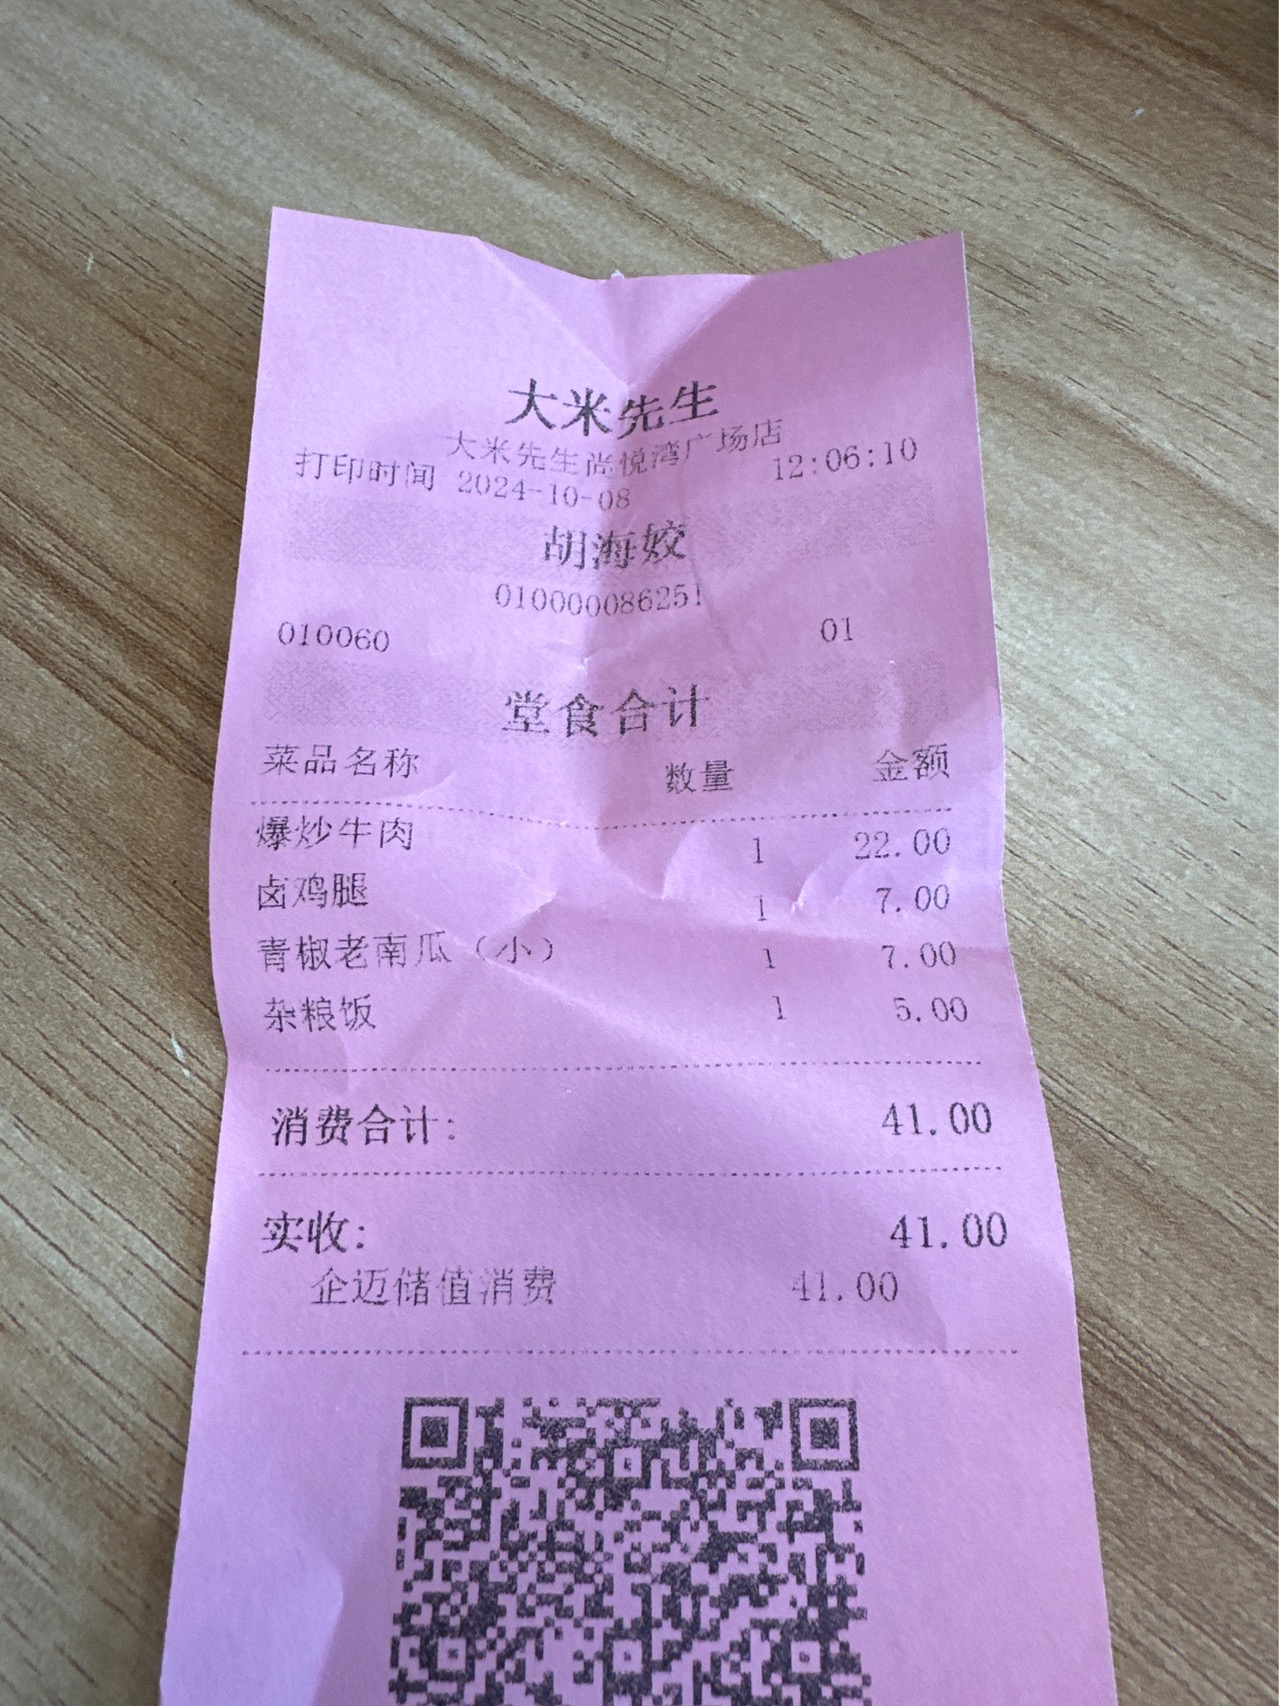 大米先生
大米先生尚悦湾广场店
打印时间 2024-10-08 12:06:10
胡海姣
010000086251
010060 01
堂食合计
菜品名称 数量 金额
爆炒牛肉 1 22.00
卤鸡腿 1 7.00
青椒老南瓜（小） 1 7.00
杂粮饭 1 5.00
消费合计: 41.00
实收: 41.00
企迈储值消费 41.00